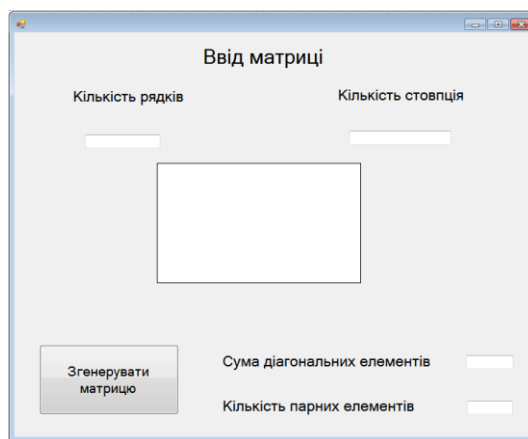 Ввід матриці
Кількість рядків
Кількість стовпція
Згенерувати
матрицю
Сума діагональних елементів
Кількість парних елементів